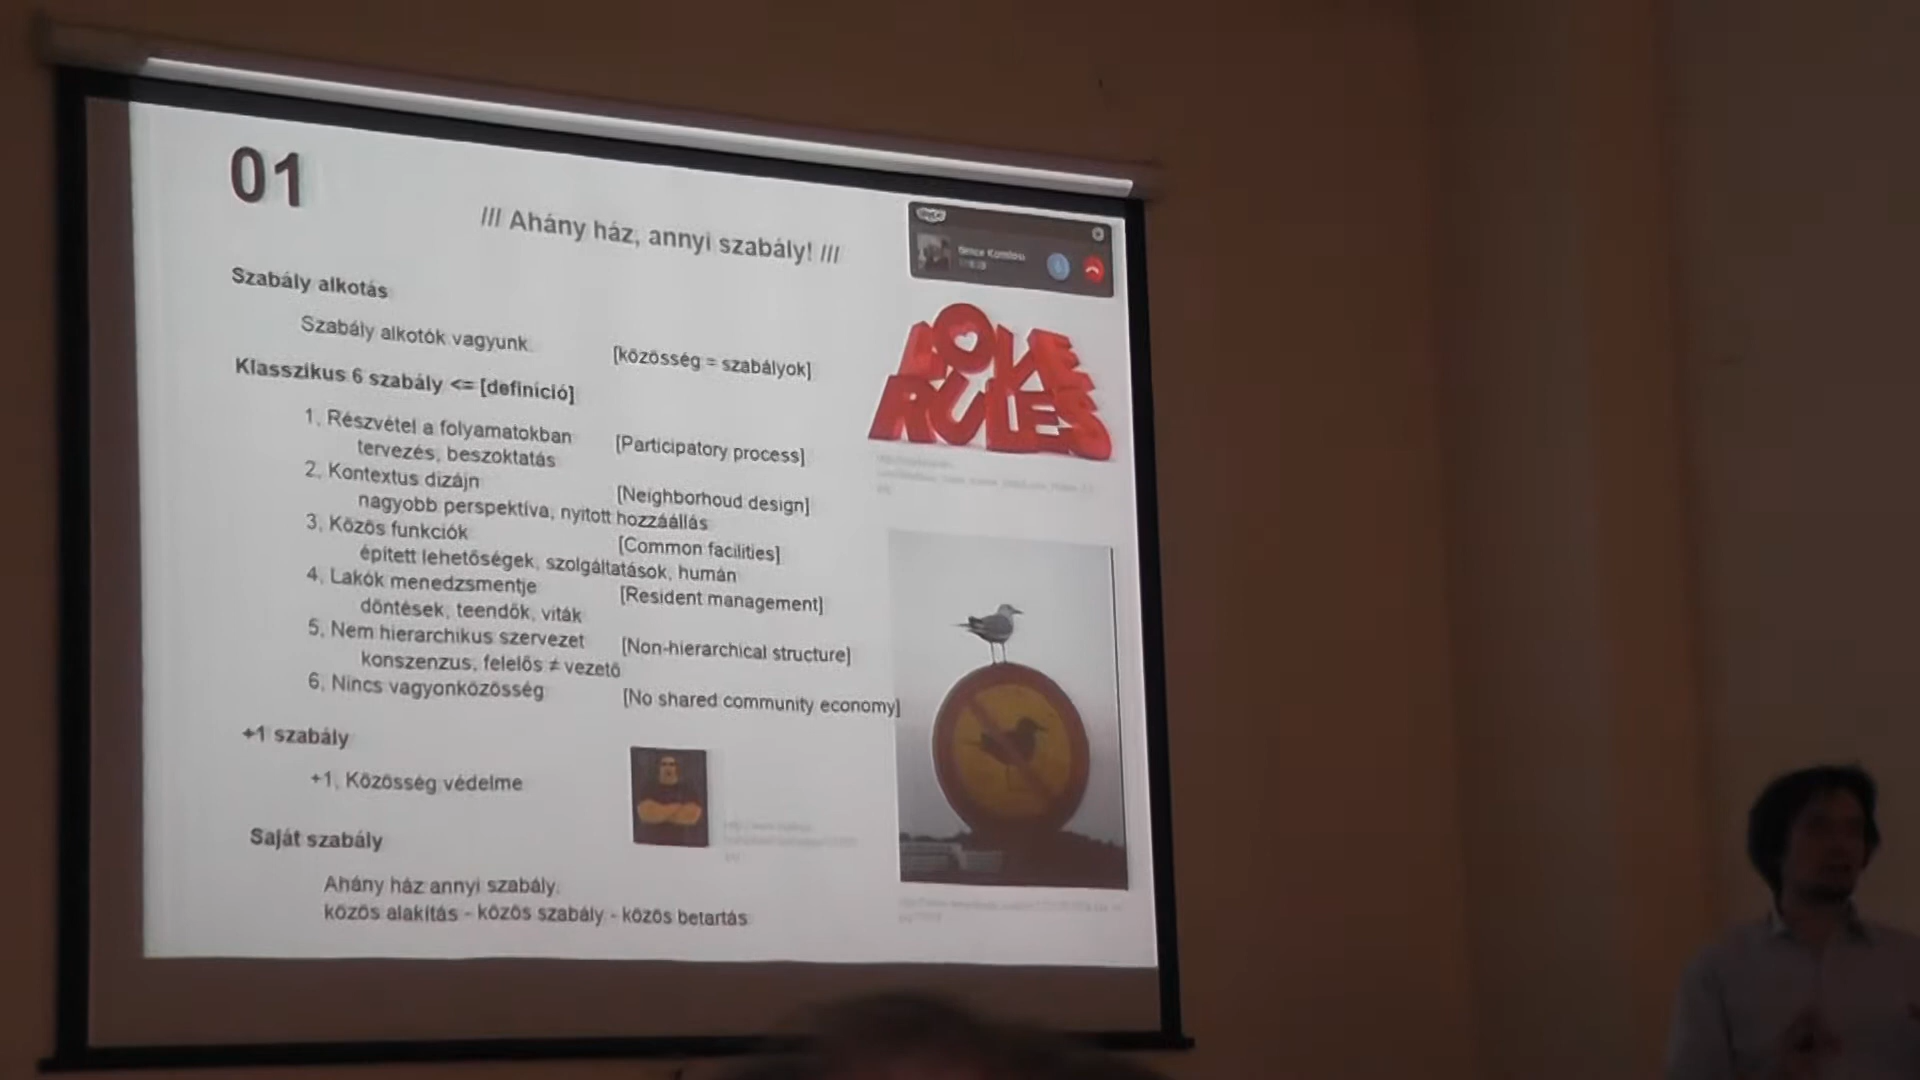 01
/// Ahány ház, annyi szabály! ///
Szabály alkotás
Szabály alkotók vagyunk.
[közösség = szabályok]
Klasszikus 6 szabály <= [definíció]
1. Részvétel a folyamatokban [Participatory process]
tervezés, beszoktatás
2. Kontextus dizájn [Neighborhoud design]
nagyobb perspektíva, nyitott hozzáállás
3. Közös funkciók [Common facilities]
épített lehetőségek, szolgáltatások, humán
4. Lakók menedzsmentje [Resident management]
döntések, teendők, viták
5. Nem hierarchikus szervezet [Non-hierarchical structure]
konszenzus, felelős ≠ vezető
6. Nincs vagyonközösség [No shared community economy]
+1 szabály
+1. Közösség védelme
Saját szabály
Ahány ház annyi szabály.
közös alakítás - közös szabály - közös betartás
LOVE
RULES